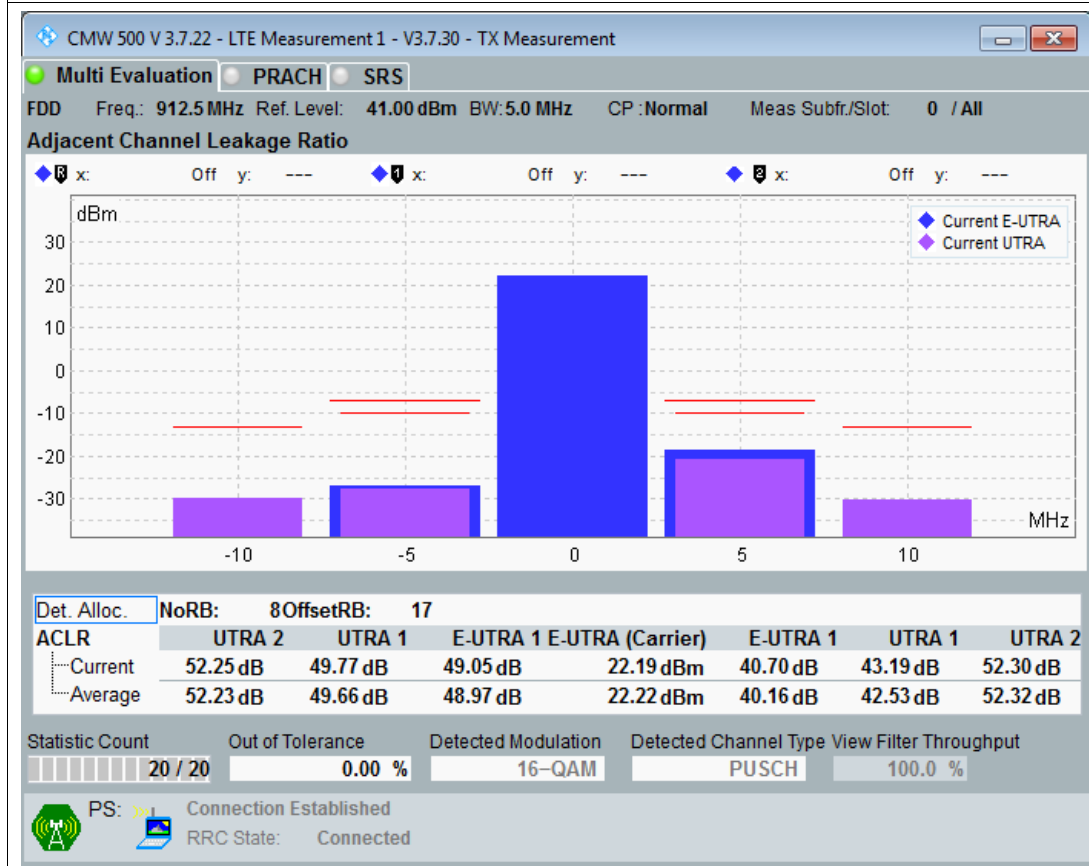 CMW 500 V 3.7.22 - LTE Measurement 1 - V3.7.30 - TX Measurement
Multi Evaluation PRACH SRS
FDD Freq.: 912.5 MHz Ref. Level: 41.00 dBm BW: 5.0 MHz CP : Normal Meas Subfr./Slot: 0 / All
Adjacent Channel Leakage Ratio
R x: Off y: --- 1 x: Off y: --- 2 x: Off y: ---
dBm
Current E-UTRA
Current UTRA
30
20
10
0
-10
-20
-30
MHz
-10 -5 0 5 10
Det. Alloc. NoRB: 8 OffsetRB: 17
ACLR UTRA 2 UTRA 1 E-UTRA 1 E-UTRA (Carrier) E-UTRA 1 UTRA 1 UTRA 2
Current 52.25 dB 49.77 dB 49.05 dB 22.19 dBm 40.70 dB 43.19 dB 52.30 dB
Average 52.23 dB 49.66 dB 48.97 dB 22.22 dBm 40.16 dB 42.53 dB 52.32 dB
Statistic Count Out of Tolerance Detected Modulation Detected Channel Type View Filter Throughput
20 / 20 0.00 % 16-QAM PUSCH 100.0 %
PS: Connection Established
RRC State: Connected